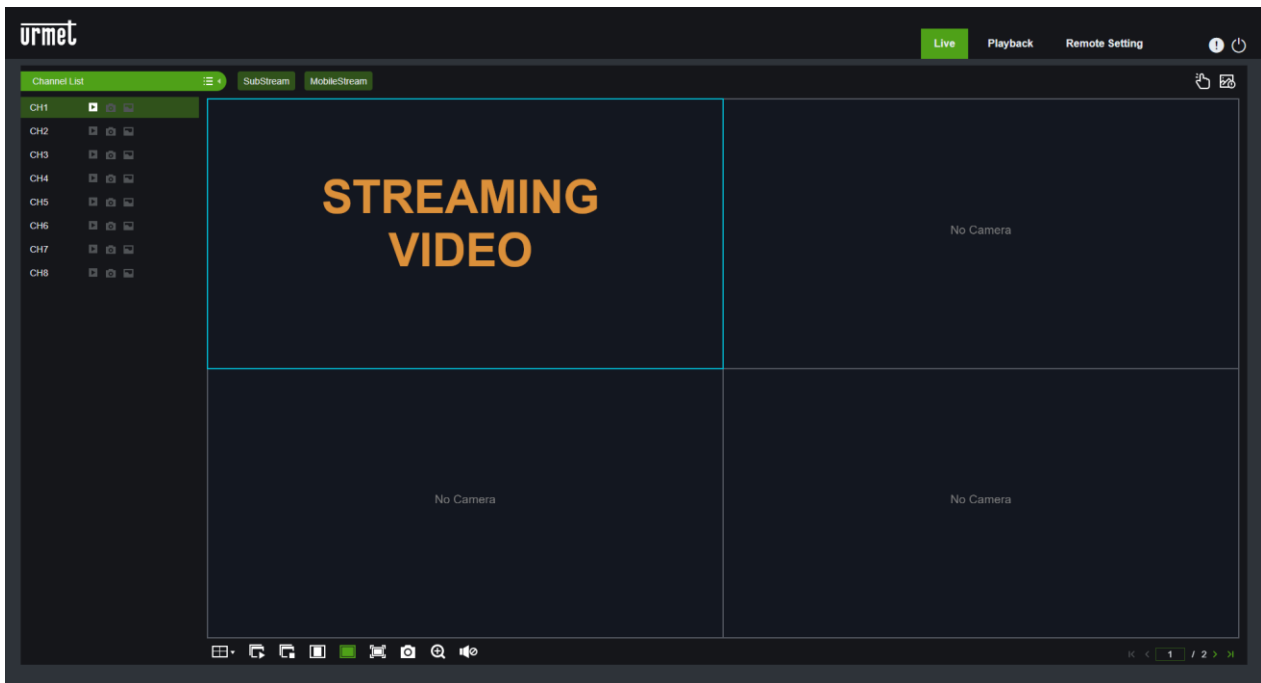 urmet
Live Playback Remote Setting
Channel List SubStream MobileStream
CH1
CH2
CH3
CH4
CH5
CH6
CH7
CH8
STREAMING
VIDEO
No Camera
No Camera
No Camera
1 / 2